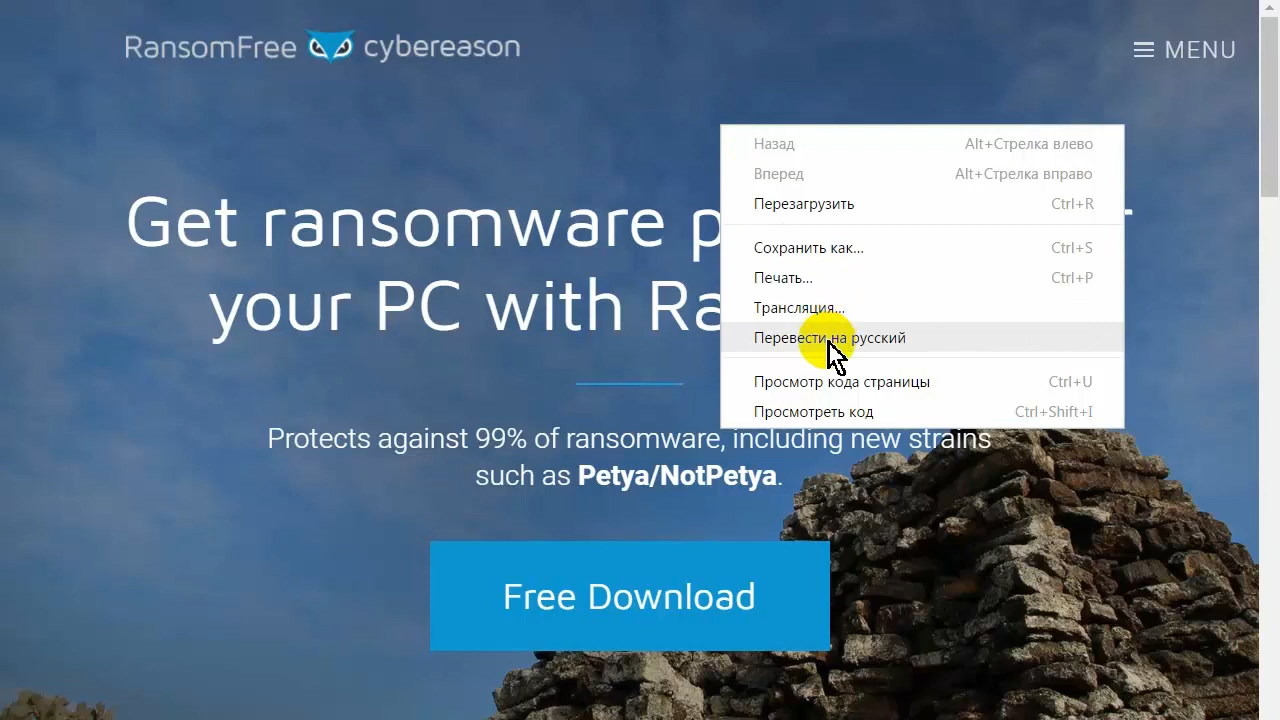 RansomFree cybereason
MENU
Get ransomware p r
your PC with Ra
Protects against 99% of ransomware, including new strains
such as Petya/NotPetya.
Free Download
Назад Alt+Стрелка влево
Вперед Alt+Стрелка вправо
Перезагрузить Ctrl+R
Сохранить как... Ctrl+S
Печать... Ctrl+P
Трансляция...
Перевести на русский
Просмотр кода страницы Ctrl+U
Просмотреть код Ctrl+Shift+I